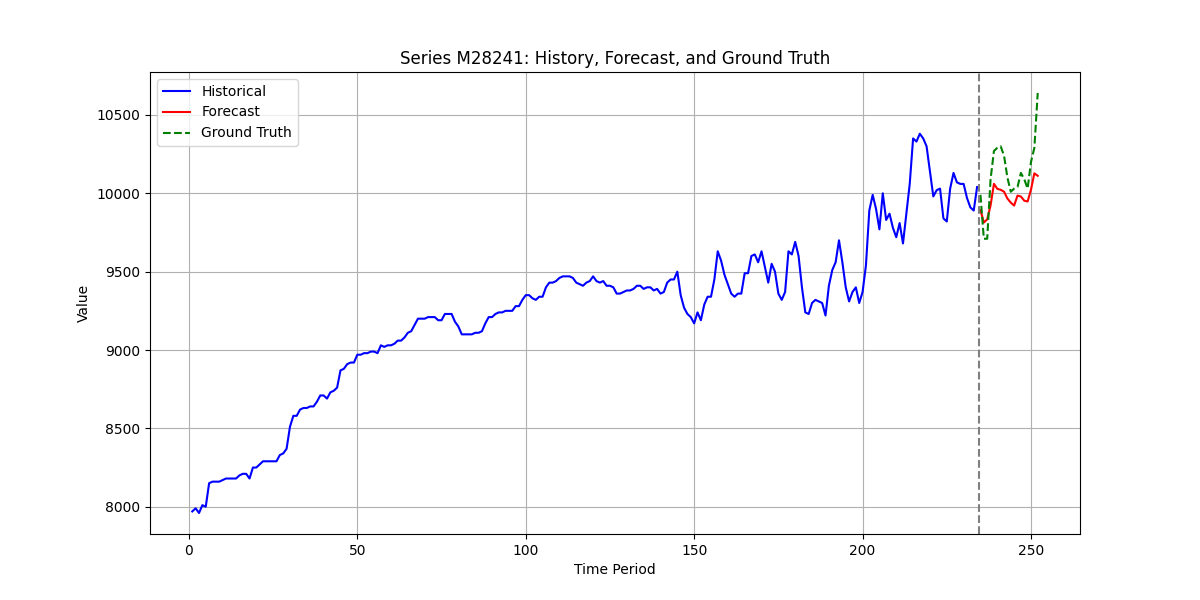 Series M28241: History, Forecast, and Ground Truth
Historical
Forecast
Ground Truth
10500
10000
9500
9000
8500
8000
Value
0 50 100 150 200 250
Time Period